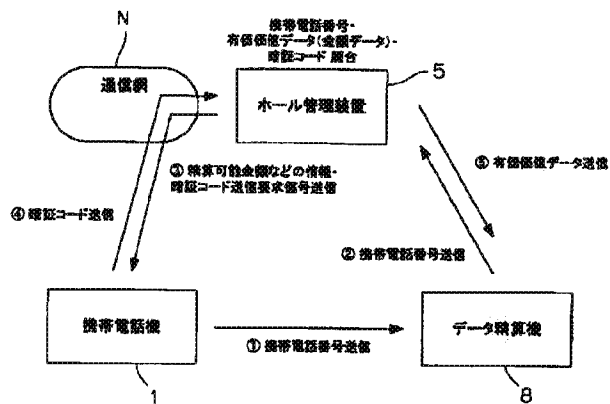 N
携帯電話番号・
有価価値データ(金額データ)・
暗証コード 照合
通信網
5
ホール管理装置
③ 精算可能金額などの情報・
暗証コード送信要求信号送信
⑤ 有価価値データ送信
④ 暗証コード送信
② 携帯電話番号送信
携帯電話機
データ精算機
① 携帯電話番号送信
1
8